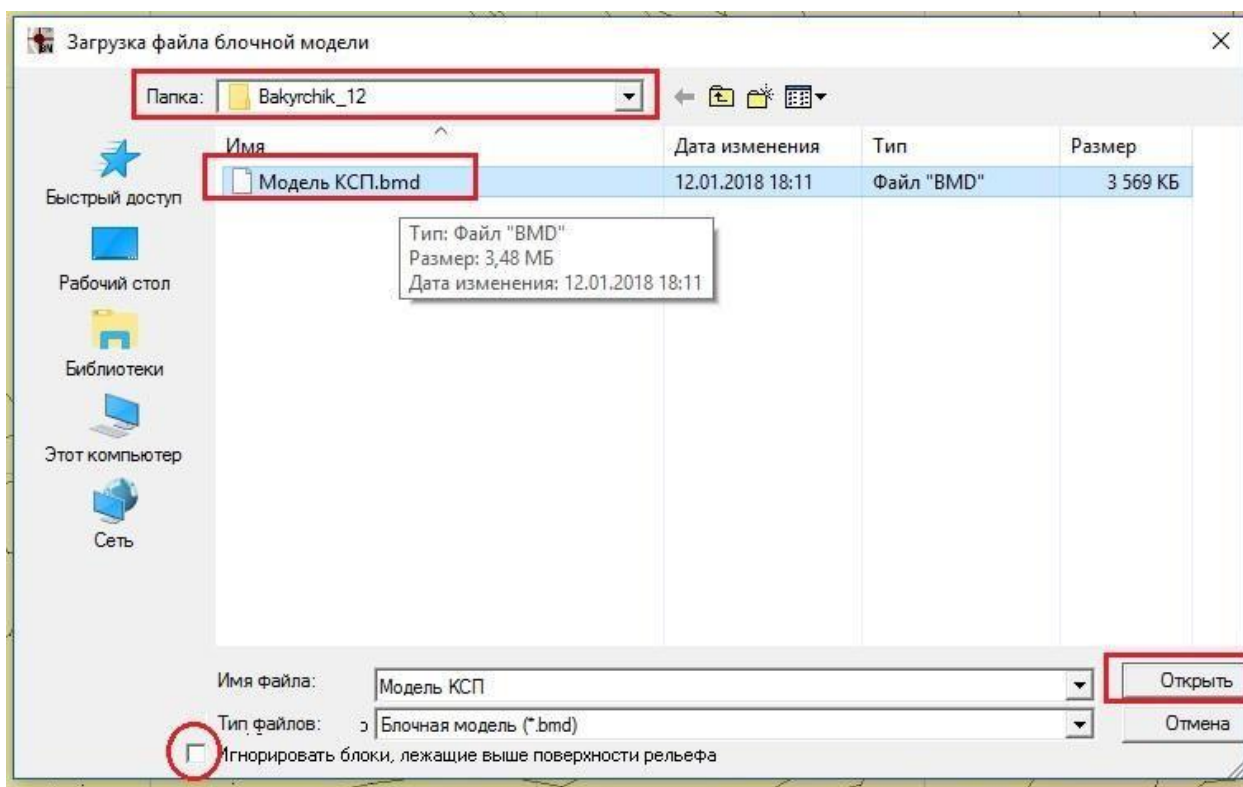 Загрузка файла блочной модели
Папка: Bakyrchik_12
Имя Дата изменения Тип Размер
Модель КСП.bmd 12.01.2018 18:11 Файл "BMD" 3 569 КБ
Тип: Файл "BMD"
Размер: 3,48 МБ
Дата изменения: 12.01.2018 18:11
Быстрый доступ
Рабочий стол
Библиотеки
Этот компьютер
Сеть
Имя файла: Модель КСП
Открыть
Тип файлов: Блочная модель (*.bmd)
Отмена
Игнорировать блоки, лежащие выше поверхности рельефа